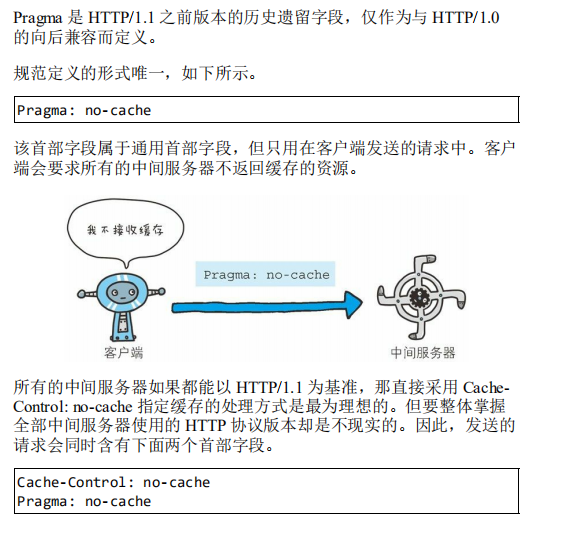 Pragma 是 HTTP/1.1 之前版本的历史遗留字段，仅作为与 HTTP/1.0
的向后兼容而定义。
规范定义的形式唯一，如下所示。
Pragma: no-cache
该首部字段属于通用首部字段，但只用在客户端发送的请求中。客户
端会要求所有的中间服务器不返回缓存的资源。
我不接收缓存
Pragma: no-cache
客户端
中间服务器
所有的中间服务器如果都能以 HTTP/1.1 为基准，那直接采用 Cache-
Control: no-cache 指定缓存的处理方式是最为理想的。但要整体掌握
全部中间服务器使用的 HTTP 协议版本却是不现实的。因此，发送的
请求会同时含有下面两个首部字段。
Cache-Control: no-cache
Pragma: no-cache